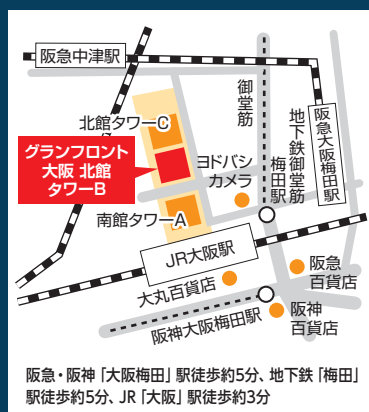 阪急中津駅
北館タワーC
グランフロント
大阪 北館
タワーB
南館タワーA
御堂筋
ヨドバシ
カメラ
地下鉄御堂筋
梅田駅
阪急大阪梅田駅
JR大阪駅
大丸百貨店
阪急
百貨店
阪神大阪梅田駅
阪神
百貨店
阪急・阪神「大阪梅田」駅徒歩約5分、地下鉄「梅田」
駅徒歩約5分、JR「大阪」駅徒歩約3分